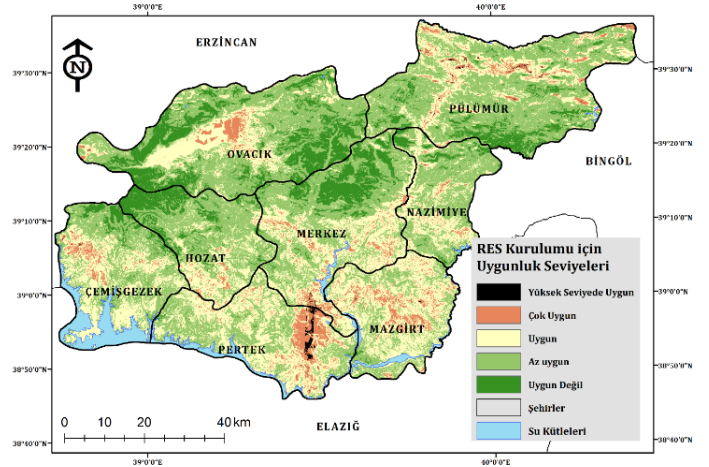 39°0'0"E
40°0'0"E
ERZİNCAN
N
39°30'0"N
39°30'0"N
PÜLÜMÜR
39°20'0"N
39°20'0"N
OVACIK
BİNGÖL
39°10'0"N
39°10'0"N
NAZİMİYE
MERKEZ
HOZAT
RES Kurulumu için
Uygunluk Seviyeleri
Yüksek Seviyede Uygun
Çok Uygun
Uygun
Az uygun
Uygun Değil
Şehirler
Su Kütleleri
39°0'0"N
39°0'0"N
ÇEMİŞGEZEK
MAZGİRT
PERTEK
38°50'0"N
38°50'0"N
0 10 20 40 km
ELAZIĞ
38°40'0"N
38°40'0"N
39°0'0"E
40°0'0"E